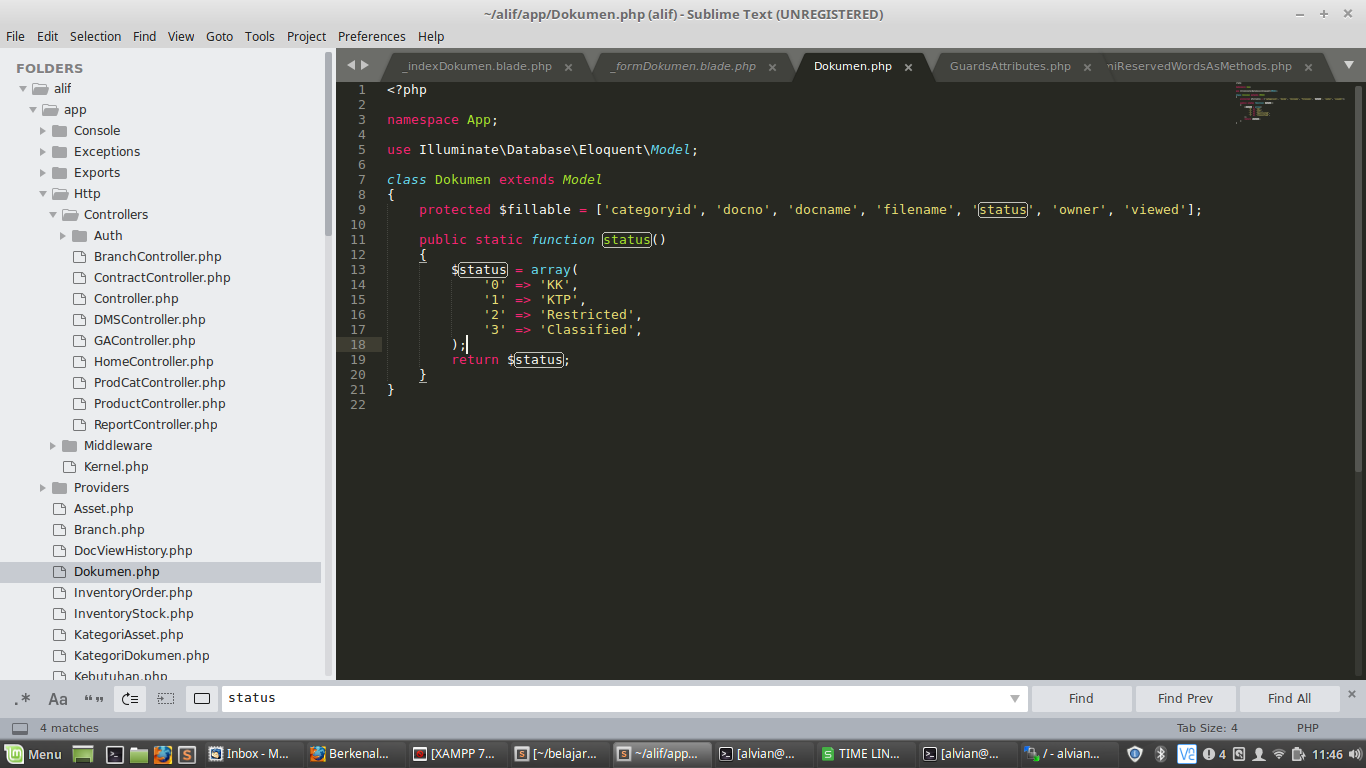 ~/alif/app/Dokumen.php (alif) - Sublime Text (UNREGISTERED)
File Edit Selection Find View Goto Tools Project Preferences Help
FOLDERS
alif
app
Console
Exceptions
Exports
Http
Controllers
Auth
BranchController.php
ContractController.php
Controller.php
DMSController.php
GAController.php
HomeController.php
ProdCatController.php
ProductController.php
ReportController.php
Middleware
Kernel.php
Providers
Asset.php
Branch.php
DocViewHistory.php
Dokumen.php
InventoryOrder.php
InventoryStock.php
KategoriAsset.php
KategoriDokumen.php
Kebutuhan.php
_indexDokumen.blade.php _formDokumen.blade.php Dokumen.php GuardsAttributes.php niReservedWordsAsMethods.php
1 <?php
2
3 namespace App;
4
5 use Illuminate\Database\Eloquent\Model;
6
7 class Dokumen extends Model
8 {
9 protected $fillable = ['categoryid', 'docno', 'docname', 'filename', 'status', 'owner', 'viewed'];
10
11 public static function status()
12 {
13 $status = array(
14 '0' => 'KK',
15 '1' => 'KTP',
16 '2' => 'Restricted',
17 '3' => 'Classified',
18 );
19 return $status;
20 }
21 }
22
.* Aa “” status Find Find Prev Find All
4 matches Tab Size: 4 PHP
Menu Inbox - M... Berkenal... [XAMPP 7... [~/belajar... ~/alif/app... [alvian@... TIME LIN... [alvian@... / - alvian... 4 11:46